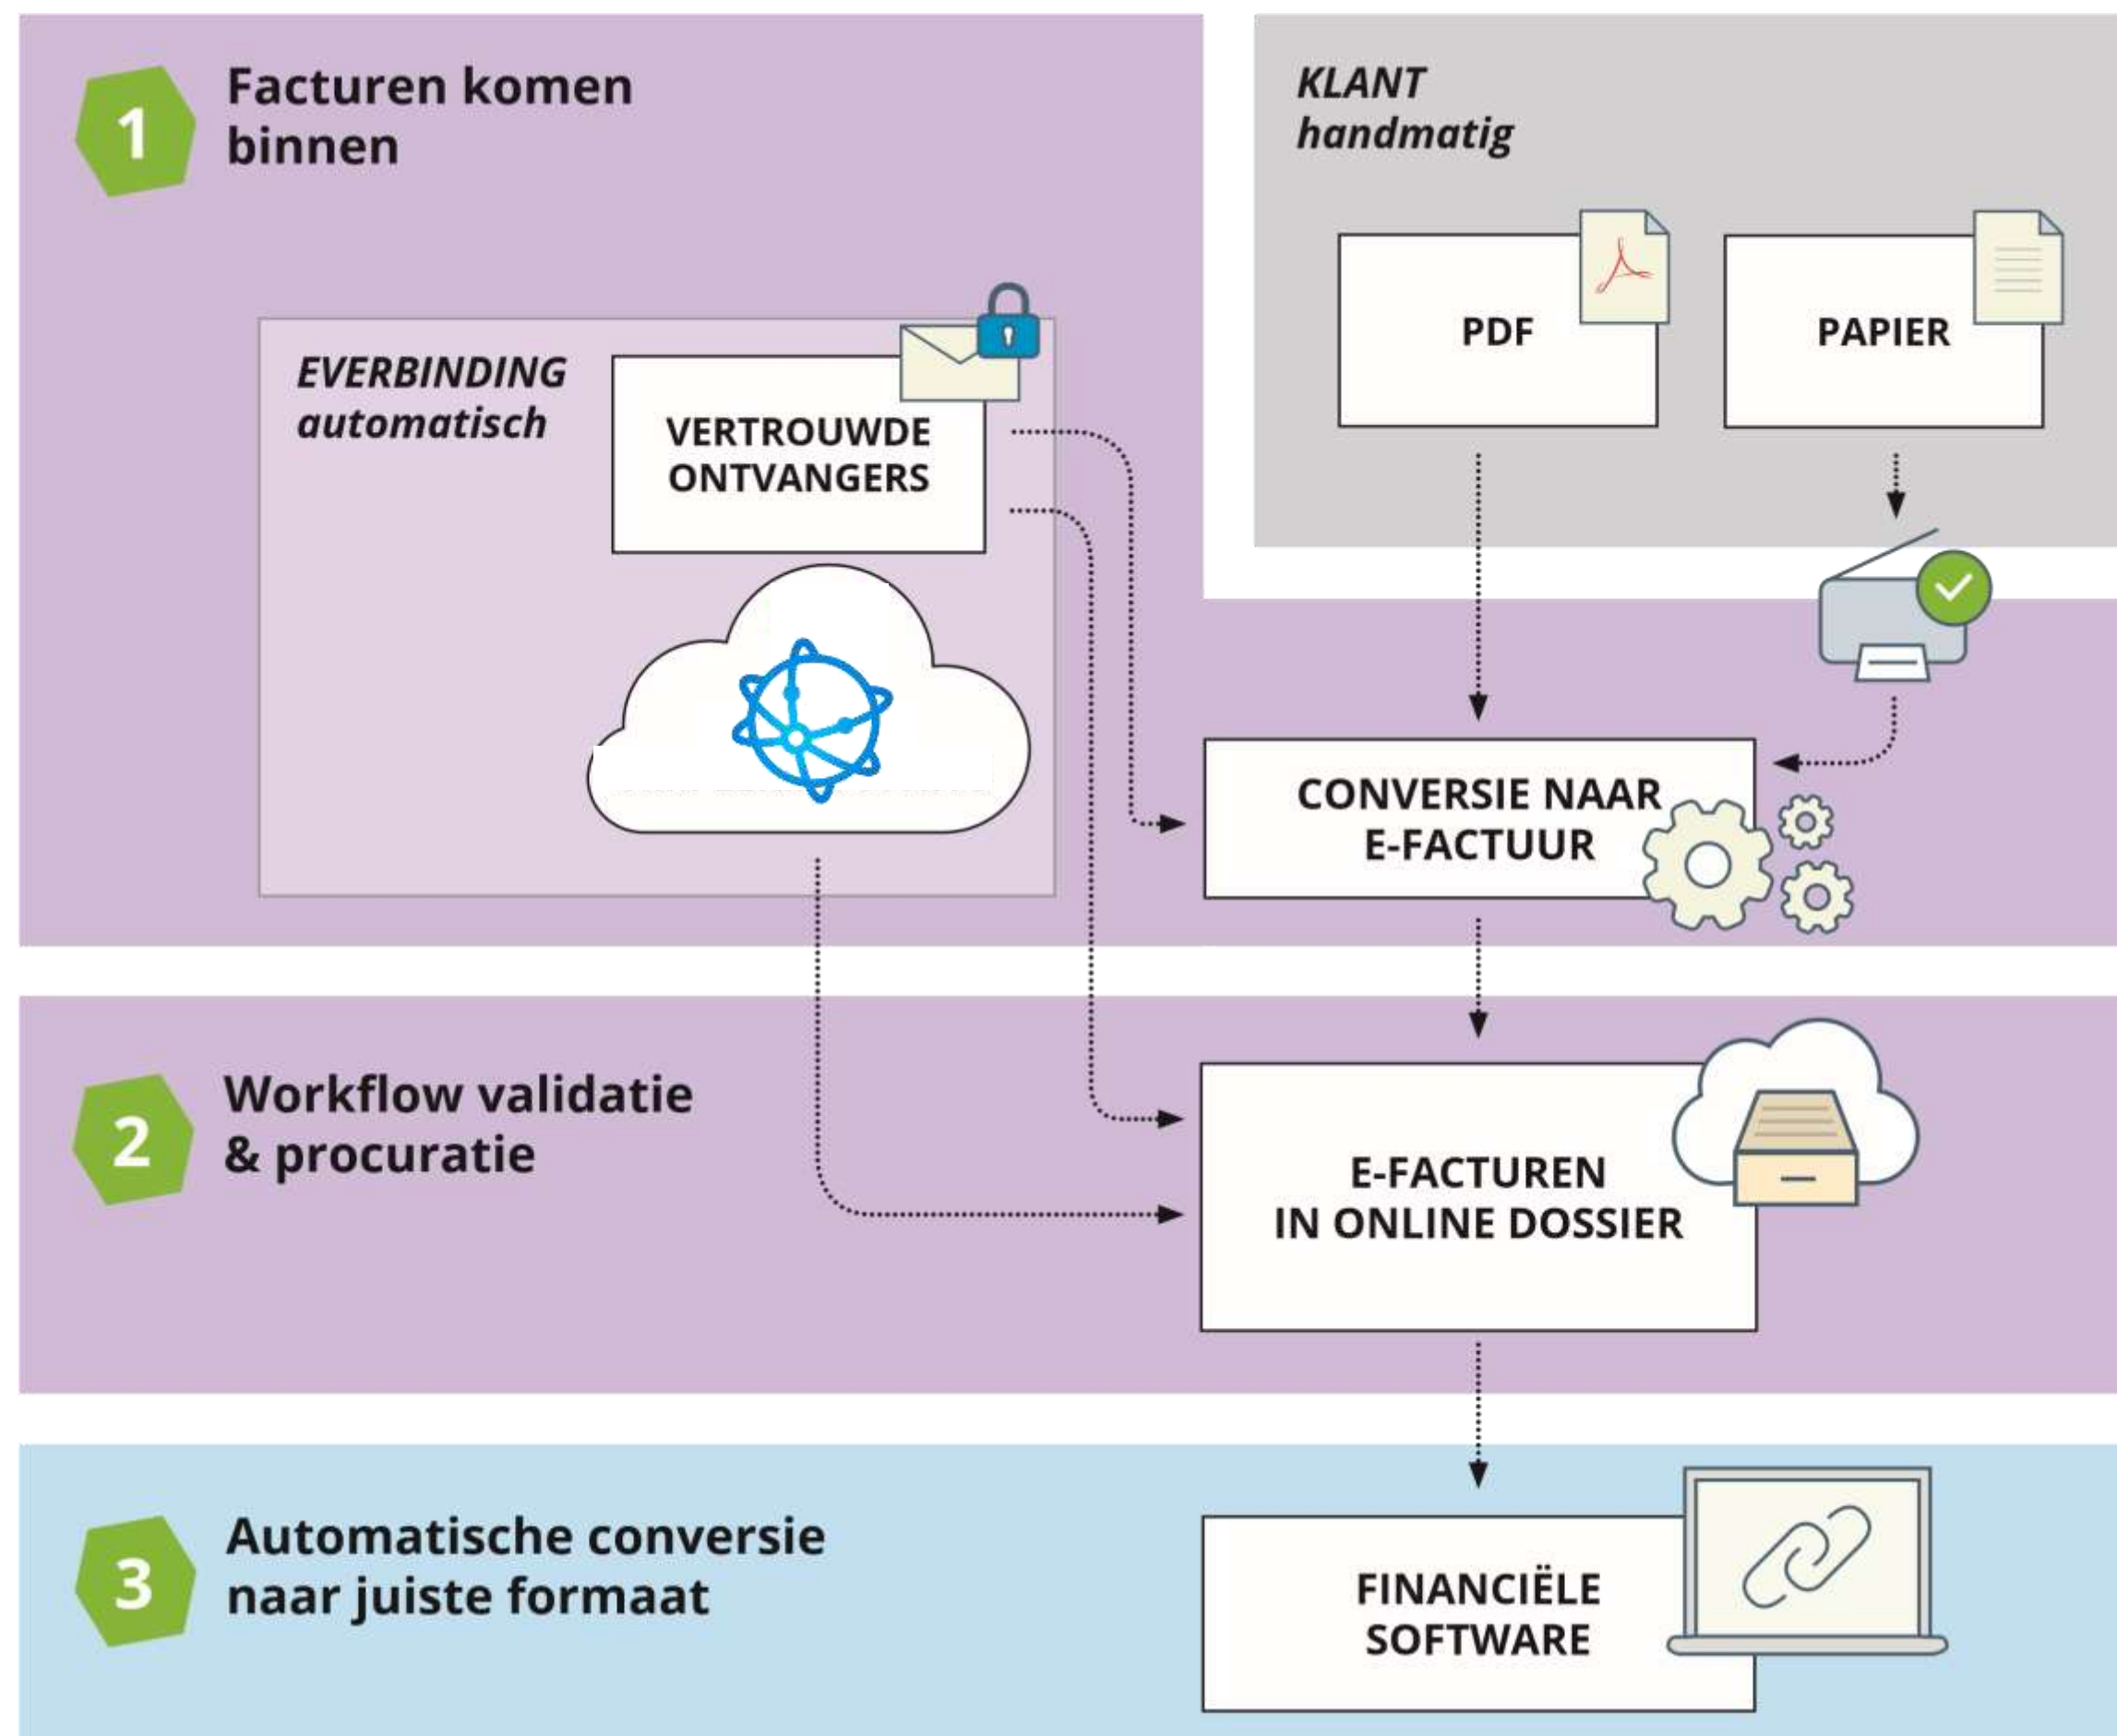 1
Facturen komen
binnen
KLANT
handmatig
PDF
PAPIER
EVERBINDING
automatisch
VERTROUWDE
ONTVANGERS
CONVERSIE NAAR
E-FACTUUR
2
Workflow validatie
& procuratie
E-FACTUREN
IN ONLINE DOSSIER
3
Automatische conversie
naar juiste formaat
FINANCIËLE
SOFTWARE